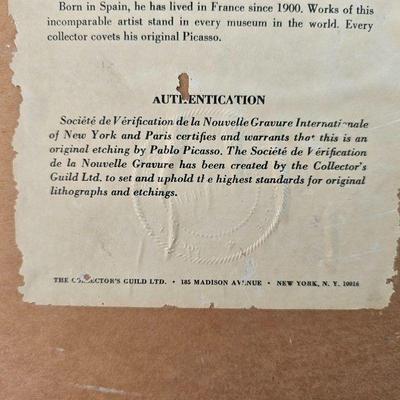 Born in Spain, he has lived in France since 1900. Works of this
incomparable artist stand in every museum in the world. Every
collector covets his original Picasso.
AUTHENTICATION
Société de Vérification de la Nouvelle Gravure Internationale
of New York and Paris certifies and warrants that this is an
original etching by Pablo Picasso. The Société de Vérification
de la Nouvelle Gravure has been created by the Collector's
Guild Ltd. to set and uphold the highest standards for original
lithographs and etchings.
THE COLLECTOR'S GUILD LTD. • 185 MADISON AVENUE • NEW YORK, N. Y. 10016